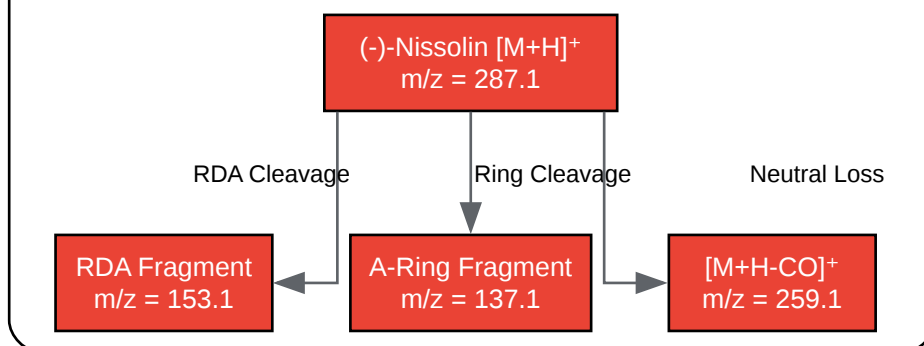 (-)-Nissolin [M+H]⁺
m/z = 287.1
RDA Cleavage
Ring Cleavage
Neutral Loss
RDA Fragment
m/z = 153.1
A-Ring Fragment
m/z = 137.1
[M+H-CO]⁺
m/z = 259.1